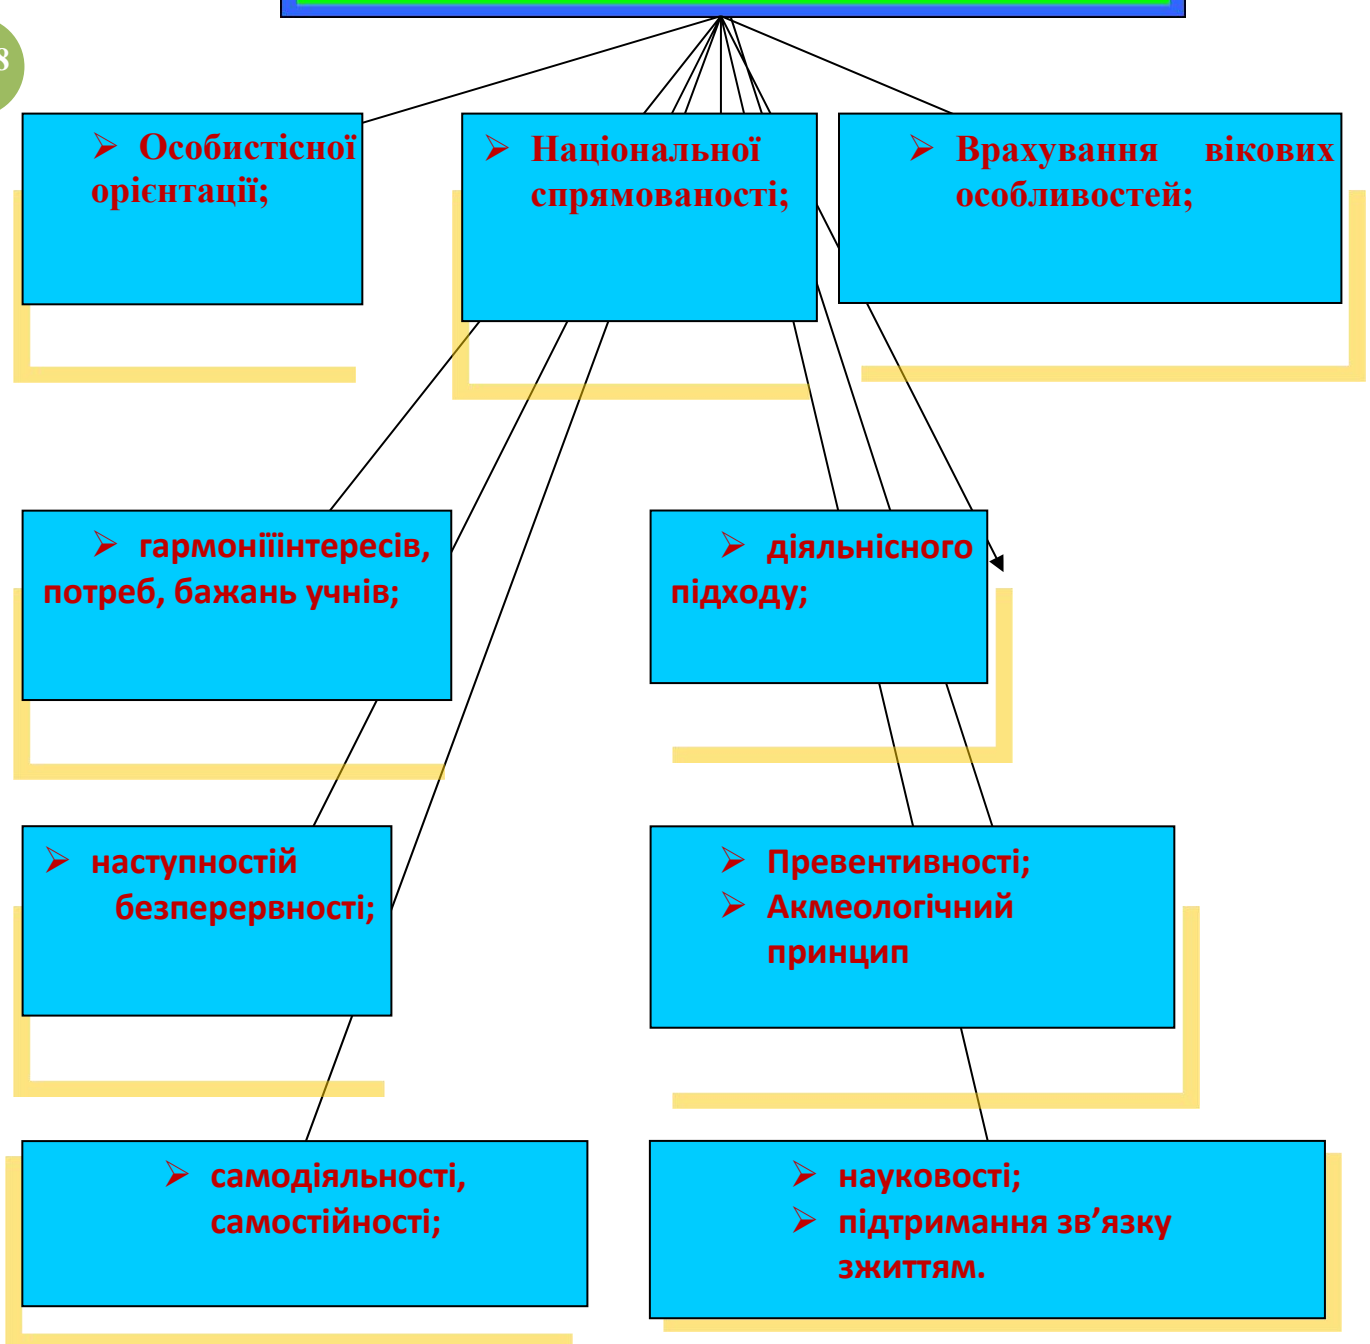 8
➢ Особистісної
орієнтації;
➢ Національної
спрямованості;
➢ Врахування вікових
особливостей;
➢ гармоніїінтересів,
потреб, бажань учнів;
➢ діяльнісного
підходу;
➢ наступностій
безперервності;
➢ Превентивності;
➢ Акмеологічний
принцип
➢ самодіяльності,
самостійності;
➢ науковості;
➢ підтримання зв’язку
зжиттям.